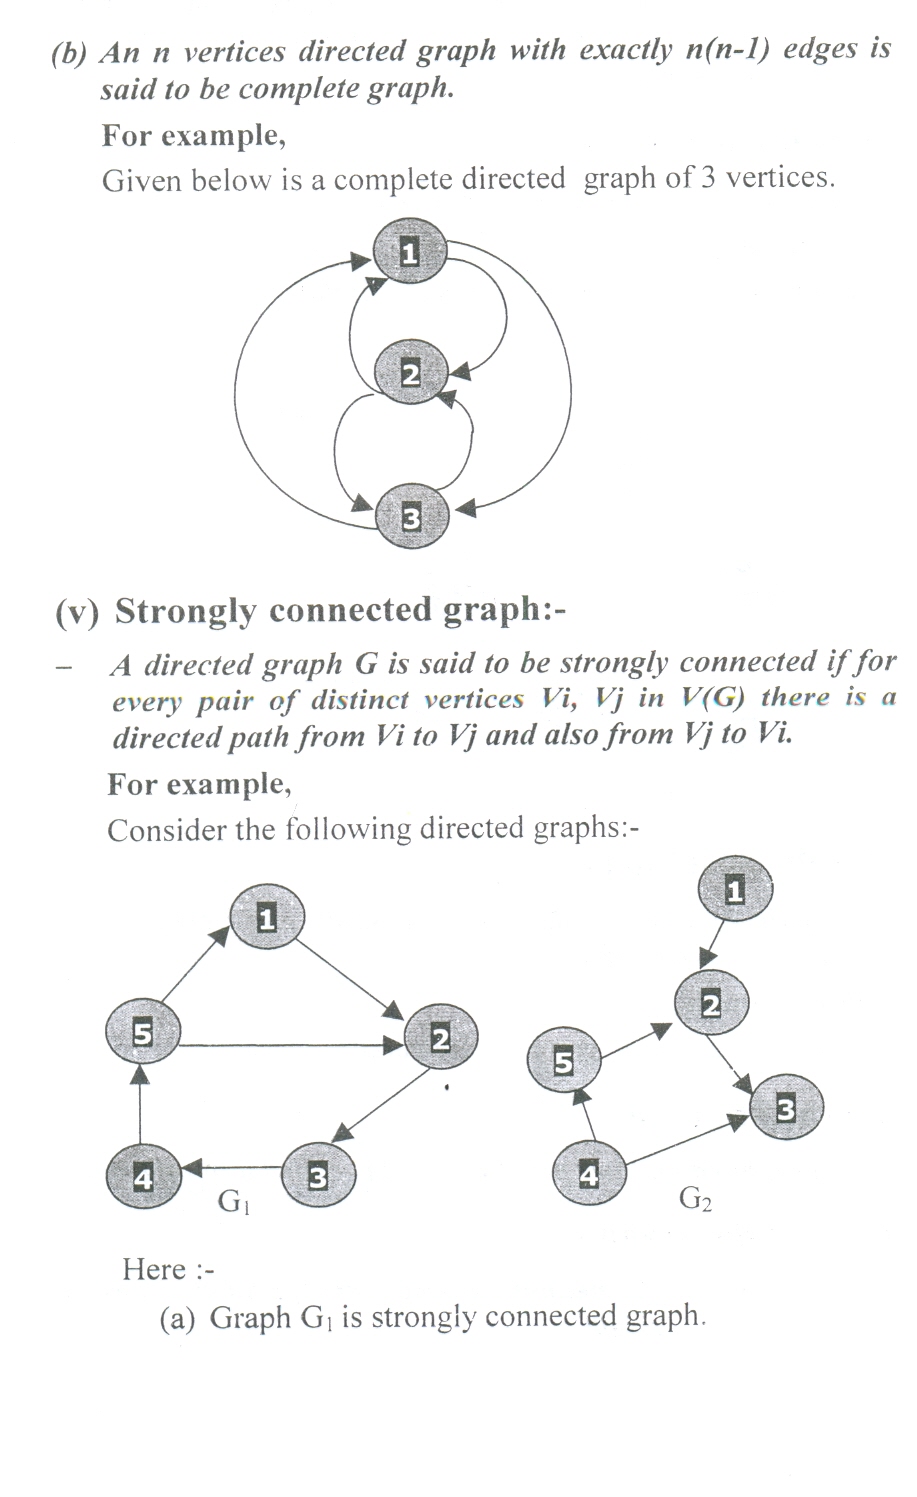 (b) An n vertices directed graph with exactly n(n-1) edges is
said to be complete graph.
For example,
Given below is a complete directed graph of 3 vertices.
1
2
3
(v) Strongly connected graph:-
– A directed graph G is said to be strongly connected if for
every pair of distinct vertices Vi, Vj in V(G) there is a
directed path from Vi to Vj and also from Vj to Vi.
For example,
Consider the following directed graphs:-
1
5
2
4
3
G1
1
2
5
3
4
G2
Here :-
(a) Graph G1 is strongly connected graph.